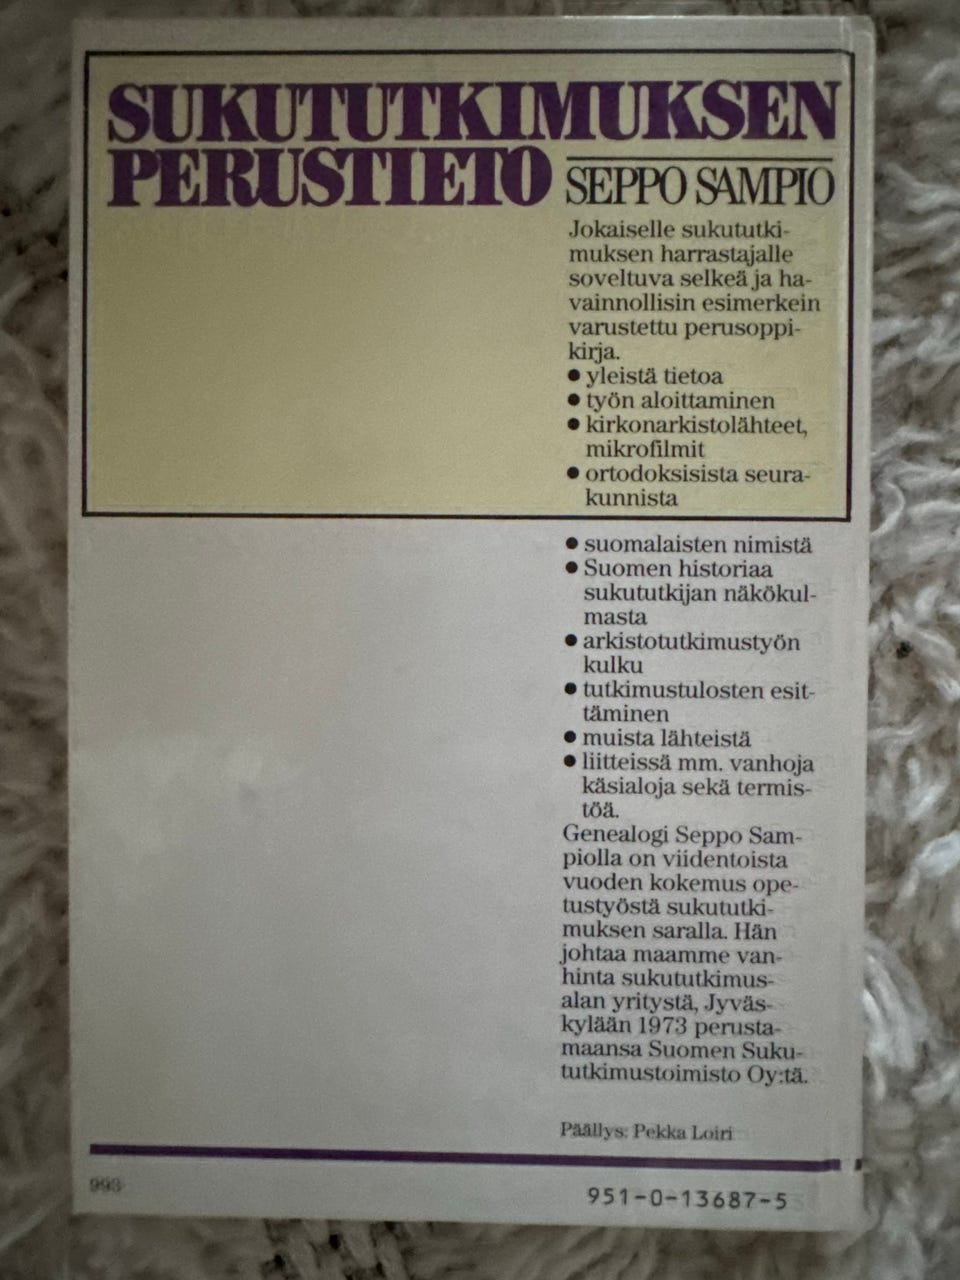 SUKUTUTKIMUKSEN
PERUSTIETO
SEPPO SAMPIO
Jokaiselle sukututki-
muksen harrastajalle
soveltuva selkeä ja ha-
vainnollisin esimerkein
varustettu perusoppi-
kirja.
● yleistä tietoa
● työn aloittaminen
● kirkonarkistolähteet,
mikrofilmit
● ortodoksisista seura-
kunnista
● suomalaisten nimistä
● Suomen historiaa
sukututkijan näkökul-
masta
● arkistotutkimustyön
kulku
● tutkimustulosten esit-
täminen
● muista lähteistä
● liitteissä mm. vanhoja
käsialoja sekä termis-
töä.
Genealogi Seppo Sam-
piolla on viidentoista
vuoden kokemus ope-
tustyöstä sukututki-
muksen saralla. Hän
johtaa maamme van-
hinta sukututkimus-
alan yritystä, Jyväs-
kylään 1973 perusta-
maansa Suomen Suku-
tutkimustoimisto Oy:tä.
Päällys: Pekka Loiri
993
951-0-13687-5